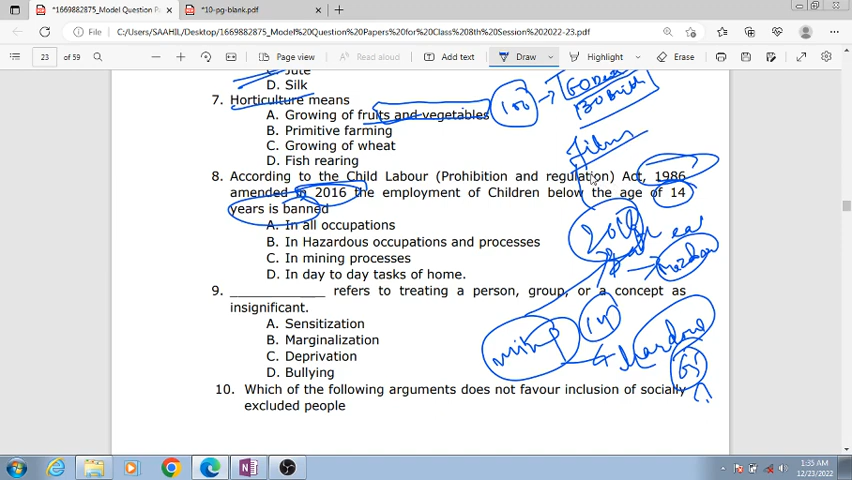 *1669882875_Model Question P
*10-pg-blank.pdf
File
C:/Users/SAAHIL/Desktop/1669882875_Model%20Question%20Papers%20for%20Class%208th%20Session%202022-23.pdf
23 of 59
Page view
Read aloud
Add text
Draw
Highlight
Erase
C. Jute
D. Silk
7. Horticulture means
A. Growing of fruits and vegetables
B. Primitive farming
C. Growing of wheat
D. Fish rearing
8. According to the Child Labour (Prohibition and regulation) Act, 1986
amended in 2016 the employment of Children below the age of 14
years is banned
A. In all occupations
B. In Hazardous occupations and processes
C. In mining processes
D. In day to day tasks of home.
9. ______________ refers to treating a person, group, or a concept as
insignificant.
A. Sensitization
B. Marginalization
C. Deprivation
D. Bullying
10. Which of the following arguments does not favour inclusion of socially
excluded people
100
Films
2016
14
1:35 AM
12/23/2022